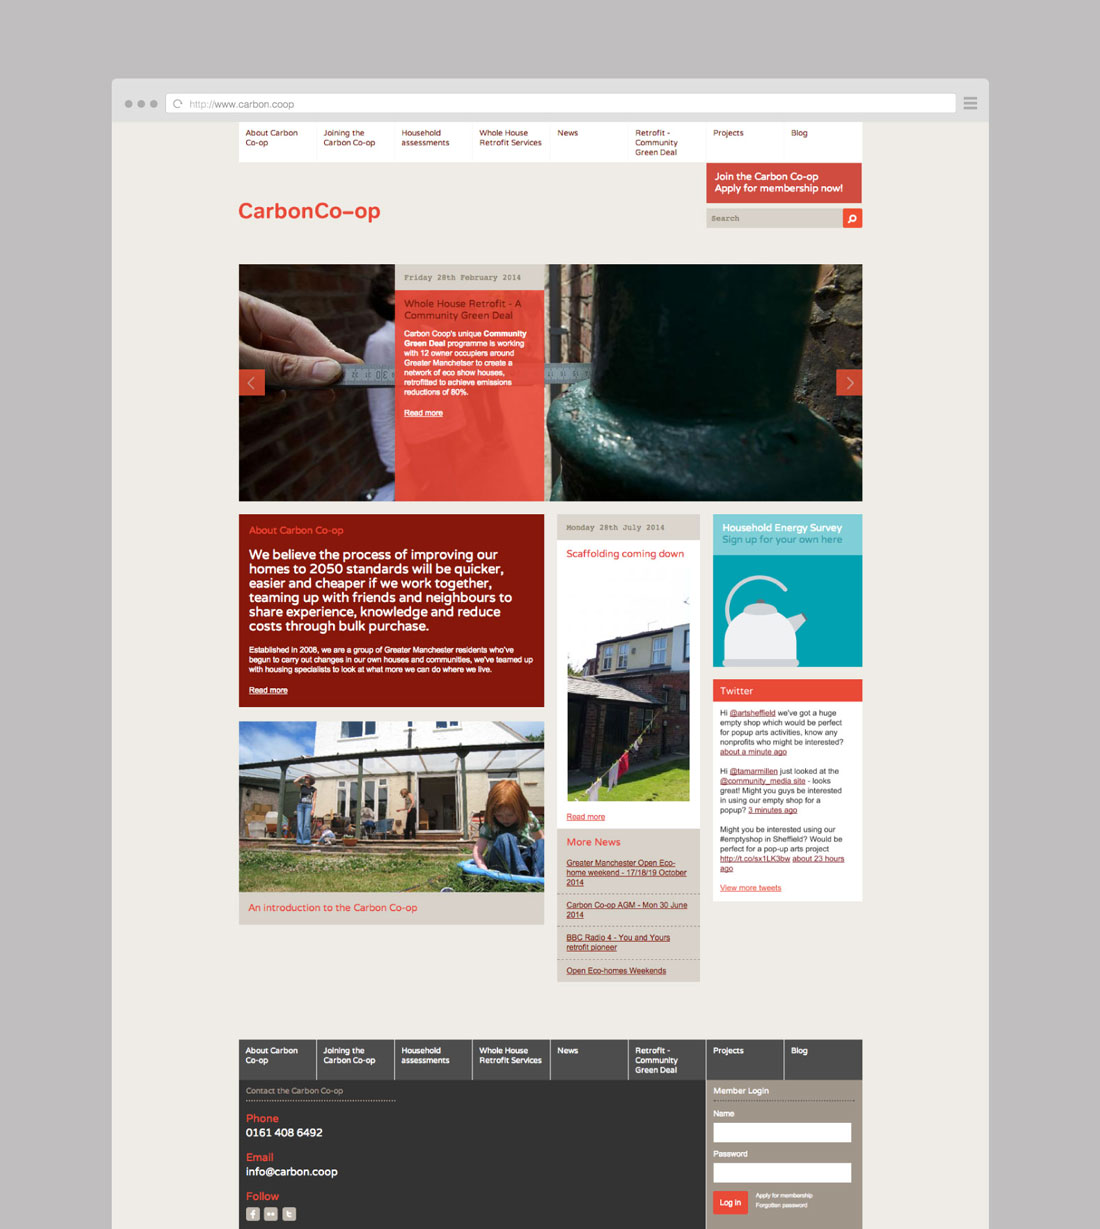 http://www.carbon.coop
About Carbon
Co-op
Joining the
Carbon Co-op
Household
assessments
Whole House
Retrofit Services
News
Retrofit -
Community
Green Deal
Projects
Blog
Join the Carbon Co-op
Apply for membership now!
CarbonCo-op
Search
Friday 28th February 2014
Whole House Retrofit - A
Community Green Deal
Carbon Coop's unique Community
Green Deal programme is working
with 12 owner occupiers around
Greater Manchetser to create a
network of eco show houses,
retrofitted to achieve emissions
reductions of 80%.
Read more
About Carbon Co-op
We believe the process of improving our
homes to 2050 standards will be quicker,
easier and cheaper if we work together,
teaming up with friends and neighbours to
share experience, knowledge and reduce
costs through bulk purchase.
Established in 2008, we are a group of Greater Manchester residents who've
begun to carry out changes in our own houses and communities, we've teamed up
with housing specialists to look at what more we can do where we live.
Read more
An introduction to the Carbon Co-op
Monday 28th July 2014
Scaffolding coming down
Read more
More News
Greater Manchester Open Eco-
home weekend - 17/18/19 October
2014
Carbon Co-op AGM - Mon 30 June
2014
BBC Radio 4 - You and Yours
retrofit pioneer
Open Eco-homes Weekends
Household Energy Survey
Sign up for your own here
Twitter
Hi @artsheffield we've got a huge
empty shop which would be perfect
for popup arts activities, know any
nonprofits who might be interested?
about a minute ago
Hi @tamarmillen just looked at the
@community_media site - looks
great! Might you guys be interested
in using our empty shop for a
popup? 3 minutes ago
Might you be interested using our
#emptyshop in Sheffield? Would be
perfect for a pop-up arts project
http://t.co/sx1LK3bw about 23 hours
ago
View more tweets
About Carbon
Co-op
Joining the
Carbon Co-op
Household
assessments
Whole House
Retrofit Services
News
Retrofit -
Community
Green Deal
Projects
Blog
Contact the Carbon Co-op
Phone
0161 408 6492
Email
info@carbon.coop
Follow
Member Login
Name
Password
Log in
Apply for membership
Forgotten password